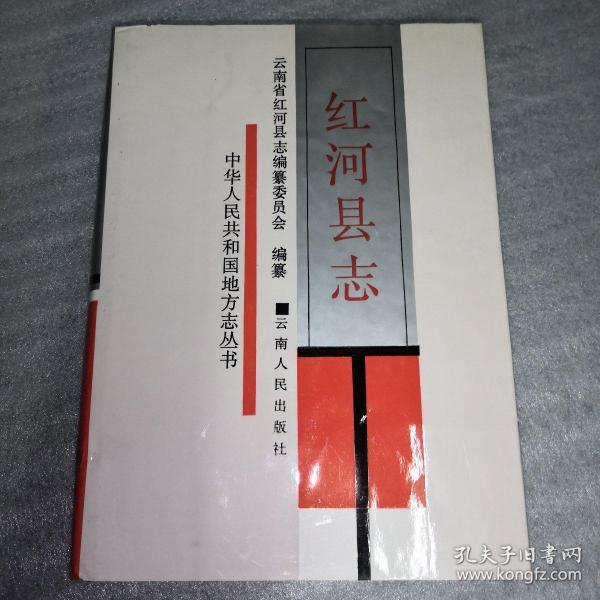 红河县志
云南省红河县志编纂委员会 编纂
■云南人民出版社
中华人民共和国地方志丛书
孔夫子旧书网
www.kongfz.com